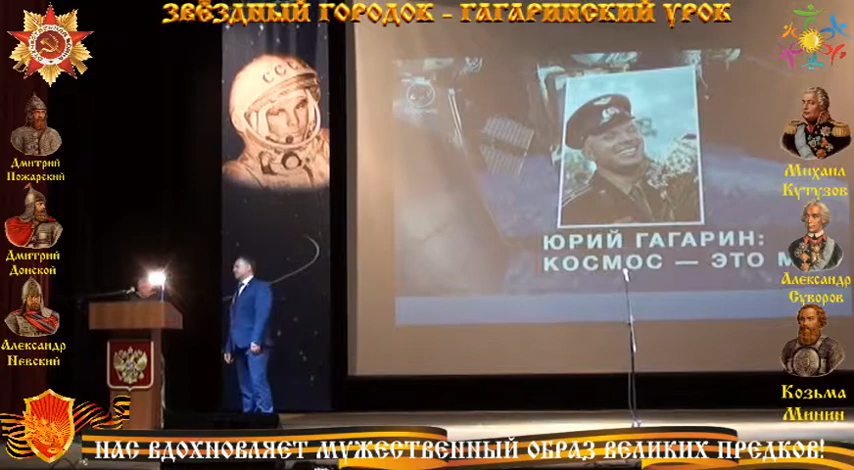 ЗВЁЗДНЫЙ ГОРОДОК - ГАГАРИНСКИЙ УРОК
СССР
Дмитрий
Пожарский
Дмитрий
Донской
Александр
Невский
ЮРИЙ ГАГАРИН:
КОСМОС — ЭТО М
Михаил
Кутузов
Александр
Суворов
Козьма
Минин
НАС ВДОХНОВЛЯЕТ МУЖЕСТВЕННЫЙ ОБРАЗ ВЕЛИКИХ ПРЕДКОВ!